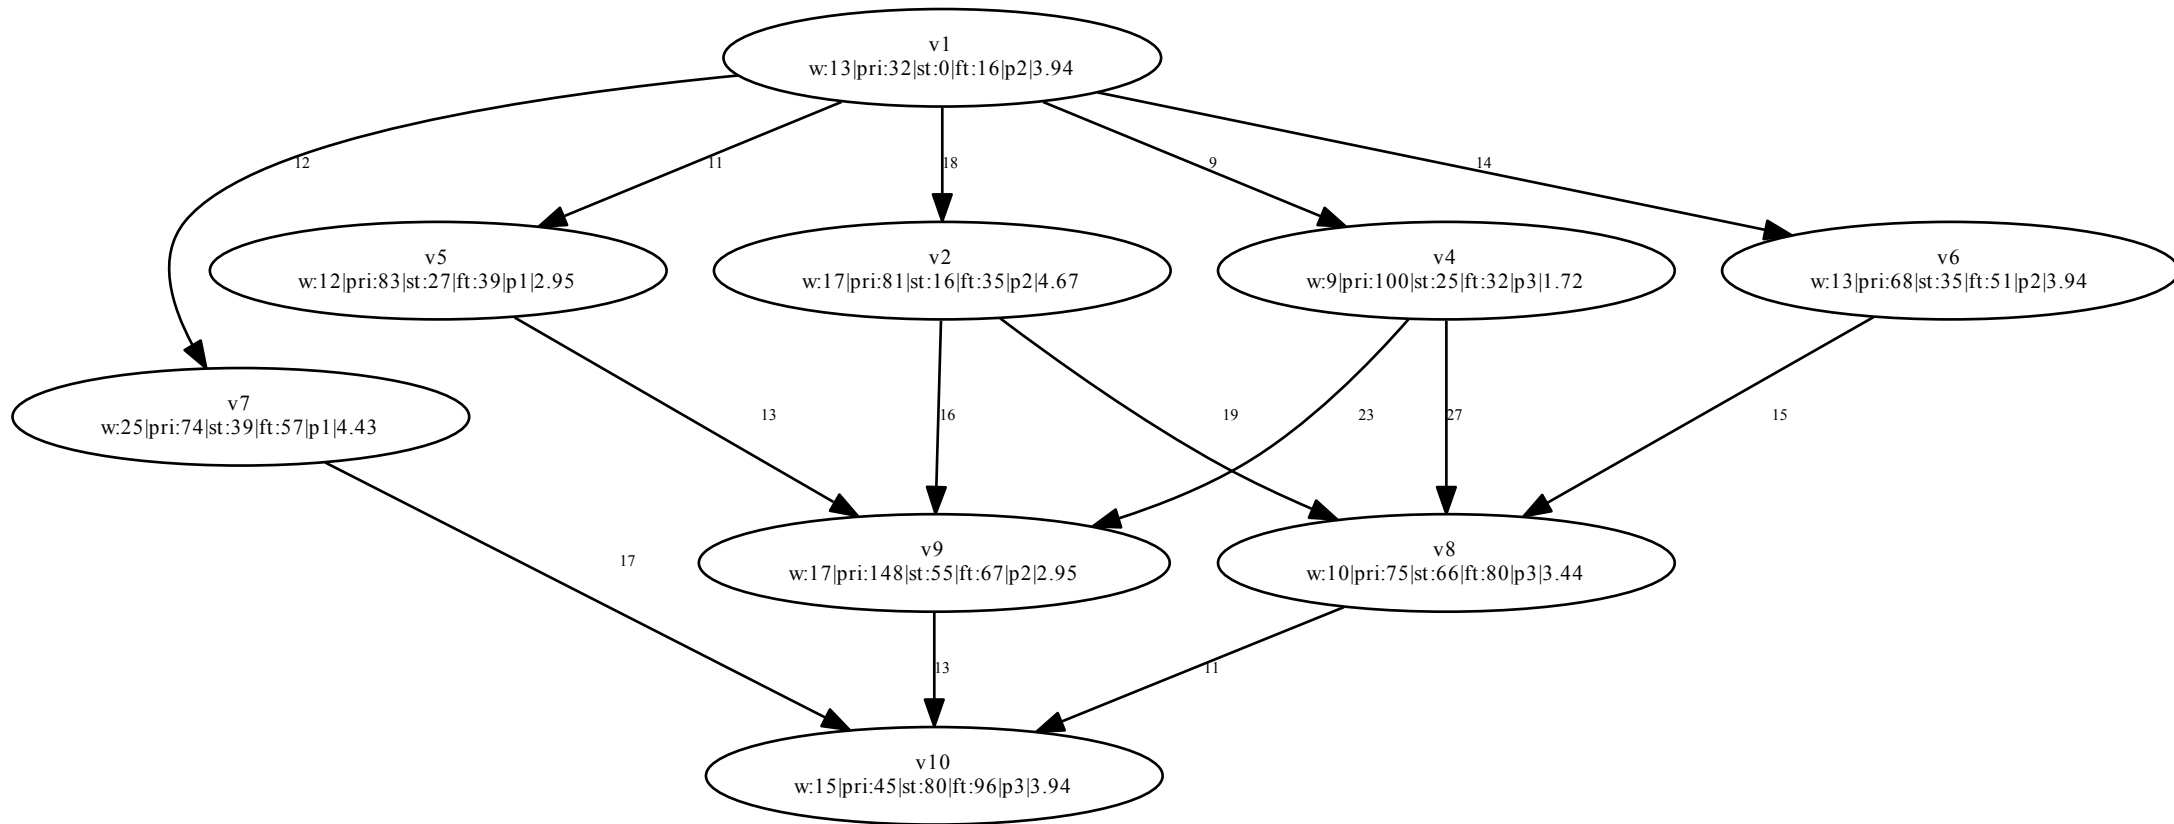 v1
w:13|pri:32|st:0|ft:16|p2|3.94
12
11
18
9
14
v5
w:12|pri:83|st:27|ft:39|p1|2.95
v2
w:17|pri:81|st:16|ft:35|p2|4.67
v4
w:9|pri:100|st:25|ft:32|p3|1.72
v6
w:13|pri:68|st:35|ft:51|p2|3.94
v7
w:25|pri:74|st:39|ft:57|p1|4.43
13
16
19
23
27
15
v9
w:17|pri:148|st:55|ft:67|p2|2.95
v8
w:10|pri:75|st:66|ft:80|p3|3.44
17
13
11
v10
w:15|pri:45|st:80|ft:96|p3|3.94